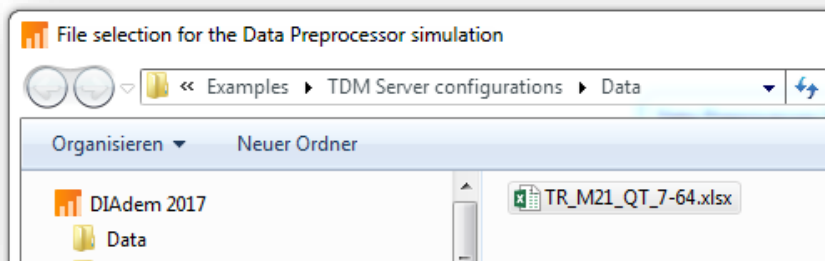 File selection for the Data Preprocessor simulation
« Examples ▸ TDM Server configurations ▸ Data
Organisieren ▾ Neuer Ordner
DIAdem 2017
TR_M21_QT_7-64.xlsx
Data